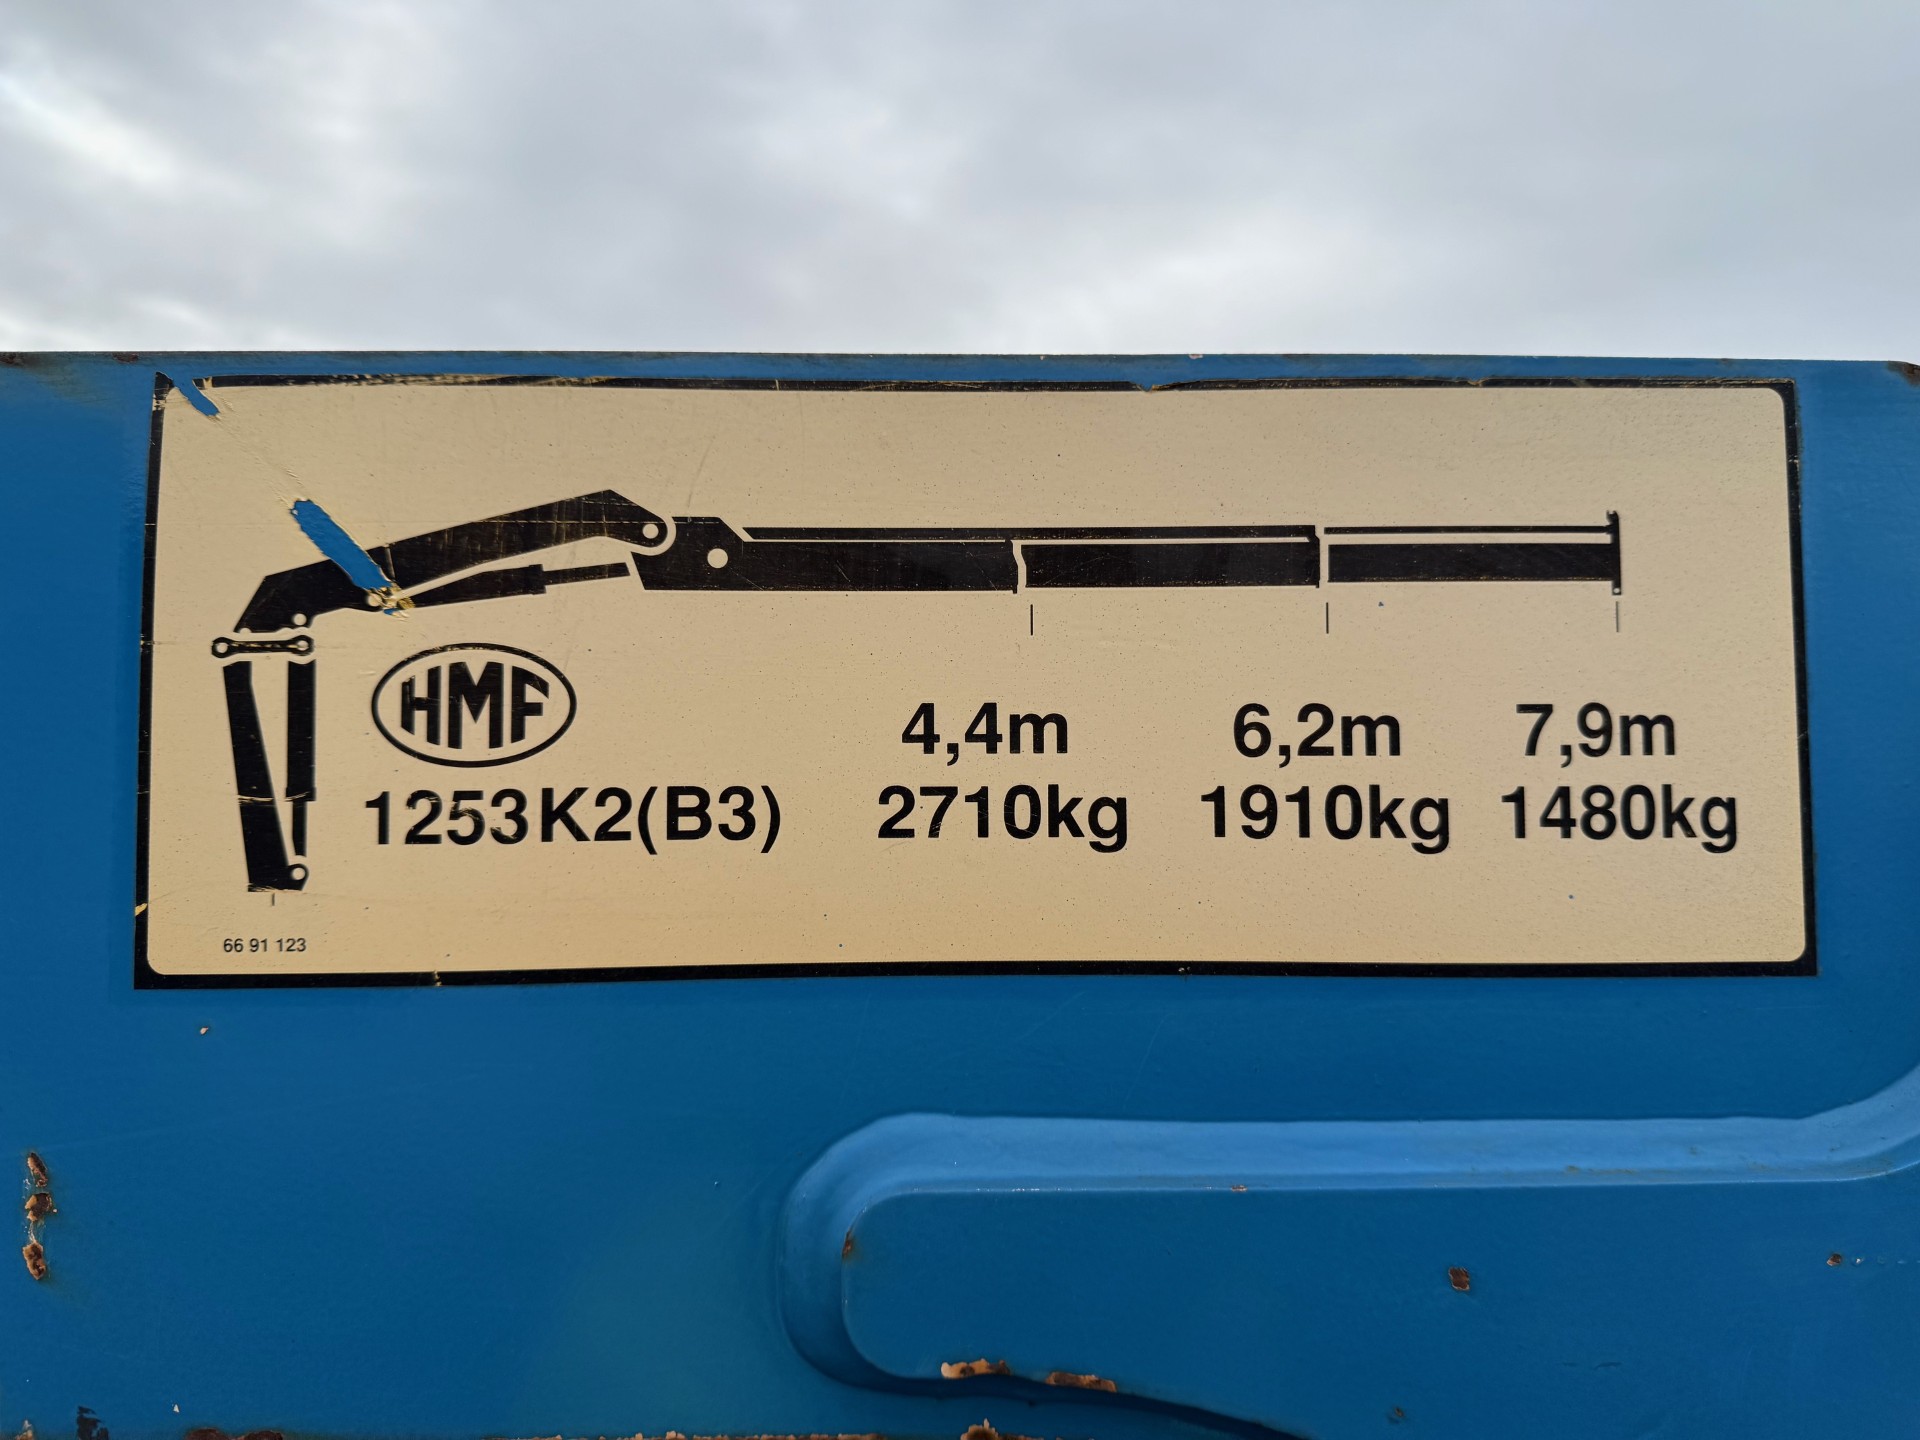 HMF
4,4m 6,2m 7,9m
1253K2(B3) 2710kg 1910kg 1480kg
66 91 123